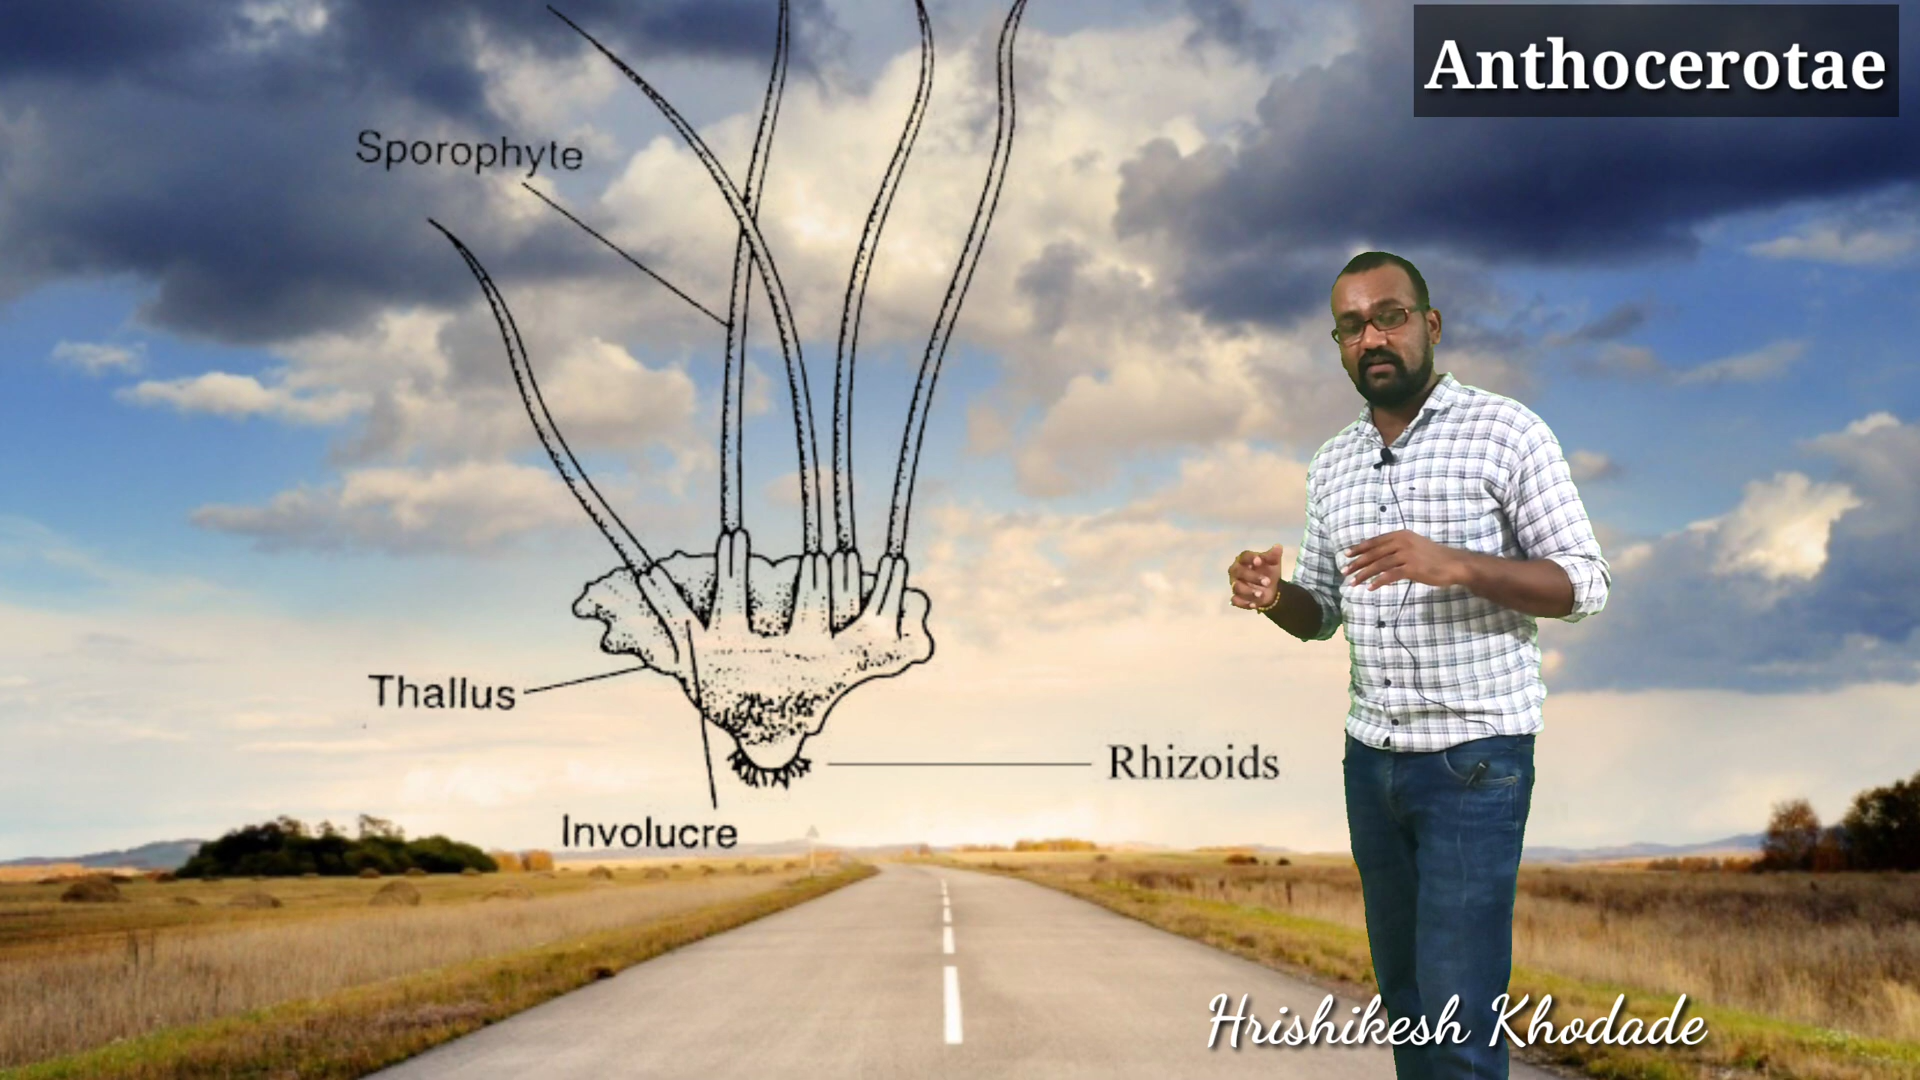 Anthocerotae
Sporophyte
Thallus
Rhizoids
Involucre
Hrishikesh Khodade